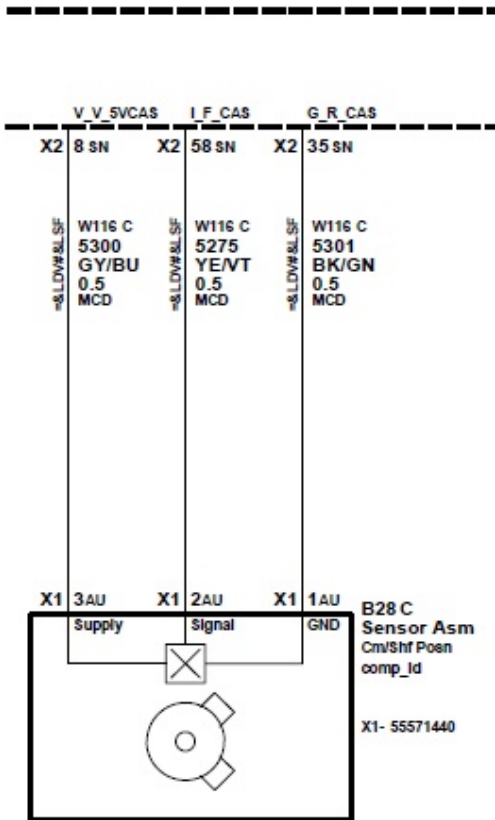 V_V_5VCAS I_F_CAS G_R_CAS
X2 8 SN X2 58 SN X2 35 SN
=&LDV#&LSF W116 C =&LDV#&LSF W116 C =&LDV#&LSF W116 C
5300 5275 5301
GY/BU YE/VT BK/GN
0.5 0.5 0.5
MCD MCD MCD
X1 3AU X1 2AU X1 1AU
Supply Signal GND
B28 C
Sensor Asm
Cm/Shf Posn
comp_id
X1- 55571440